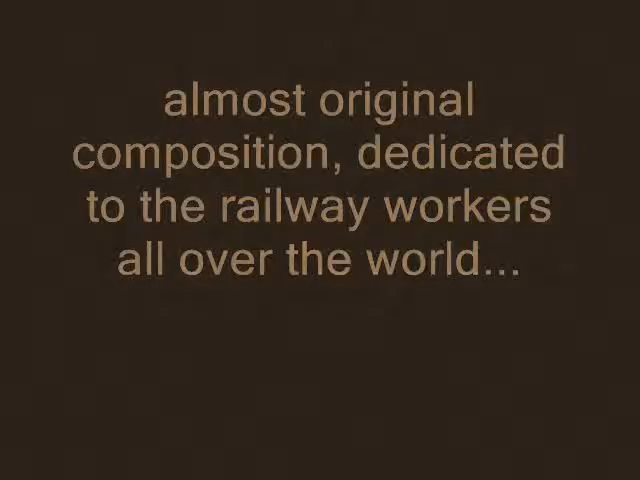 almost original
composition, dedicated
to the railway workers
all over the world...